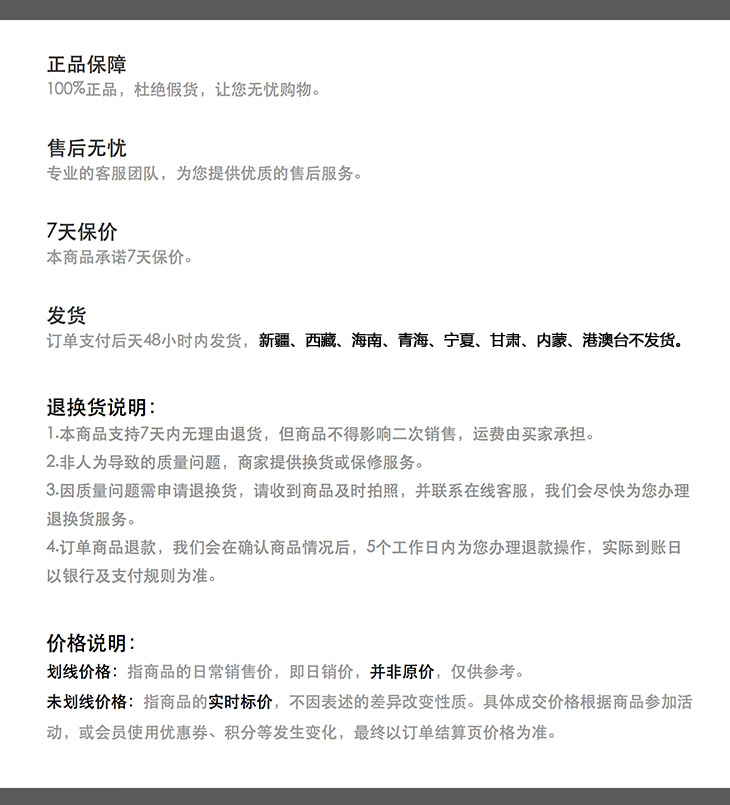 正品保障
100%正品，杜绝假货，让您无忧购物。
售后无忧
专业的客服团队，为您提供优质的售后服务。
7天保价
本商品承诺7天保价。
发货
订单支付后天48小时内发货，新疆、西藏、海南、青海、宁夏、甘肃、内蒙、港澳台不发货。
退换货说明：
1.本商品支持7天内无理由退货，但商品不得影响二次销售，运费由买家承担。
2.非人为导致的质量问题，商家提供换货或保修服务。
3.因质量问题需申请退换货，请收到商品及时拍照，并联系在线客服，我们会尽快为您办理
退换货服务。
4.订单商品退款，我们会在确认商品情况后，5个工作日内为您办理退款操作，实际到账日
以银行及支付规则为准。
价格说明：
划线价格：指商品的日常销售价，即日销价，并非原价，仅供参考。
未划线价格：指商品的实时标价，不因表述的差异改变性质。具体成交价格根据商品参加活
动，或会员使用优惠券、积分等发生变化，最终以订单结算页价格为准。